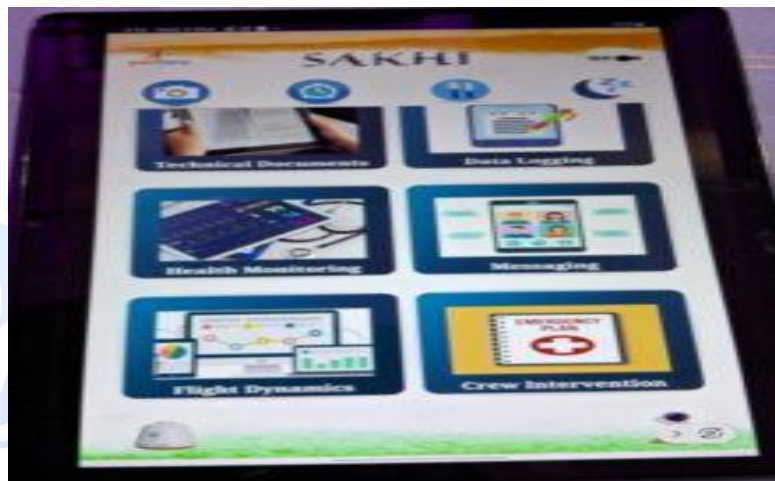 SAKHI
Technical Documents
Data Logging
Health Monitoring
Messaging
EMERGENCY
PLAN
Flight Dynamics
Crew Intervention